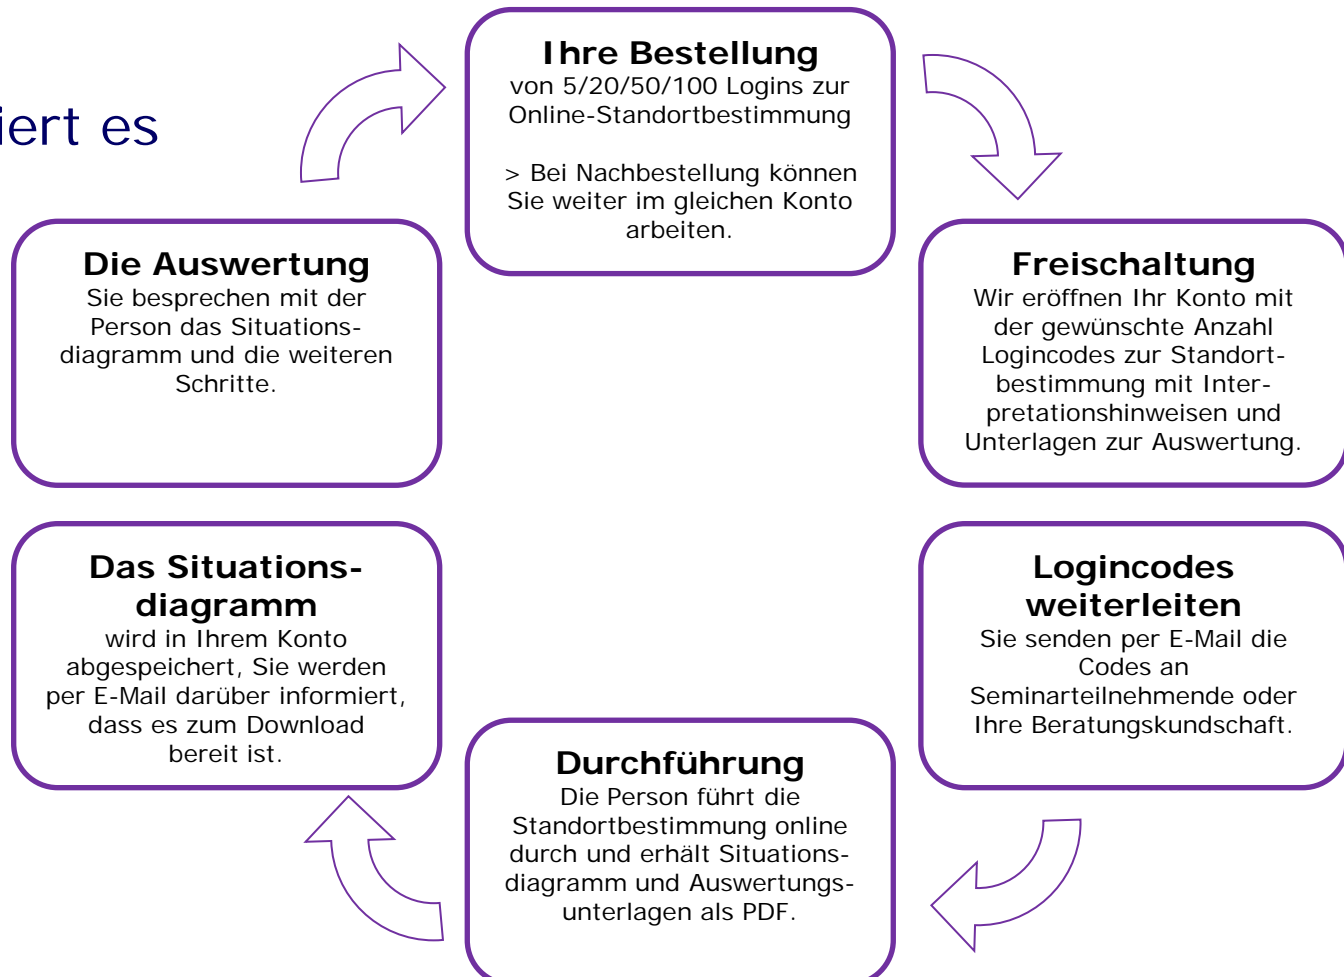 iert es
Ihre Bestellung
von 5/20/50/100 Logins zur
Online-Standortbestimmung
> Bei Nachbestellung können
Sie weiter im gleichen Konto
arbeiten.
Freischaltung
Wir eröffnen Ihr Konto mit
der gewünschte Anzahl
Logincodes zur Standort-
bestimmung mit Inter-
pretationshinweisen und
Unterlagen zur Auswertung.
Logincodes
weiterleiten
Sie senden per E-Mail die
Codes an
Seminarteilnehmende oder
Ihre Beratungskundschaft.
Durchführung
Die Person führt die
Standortbestimmung online
durch und erhält Situations-
diagramm und Auswertungs-
unterlagen als PDF.
Das Situations-
diagramm
wird in Ihrem Konto
abgespeichert, Sie werden
per E-Mail darüber informiert,
dass es zum Download
bereit ist.
Die Auswertung
Sie besprechen mit der
Person das Situations-
diagramm und die weiteren
Schritte.